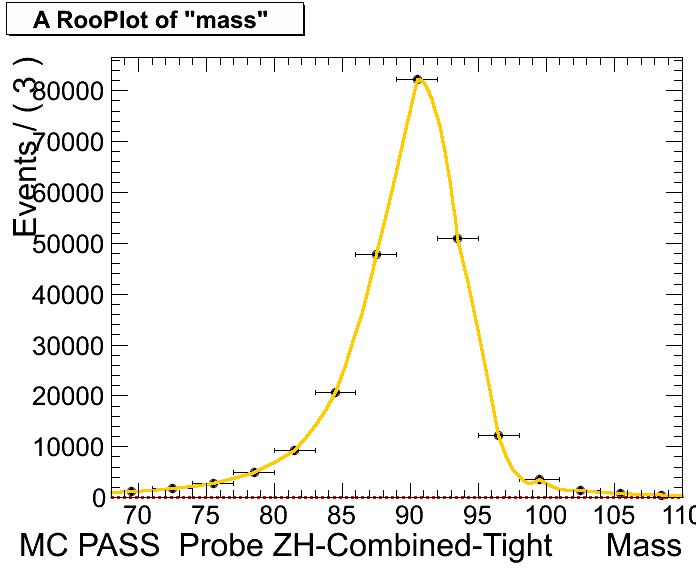 A RooPlot of "mass"
Events / ( 3 )
80000
70000
60000
50000
40000
30000
20000
10000
0
70 75 80 85 90 95 100 105 110
MC PASS Probe ZH-Combined-Tight Mass